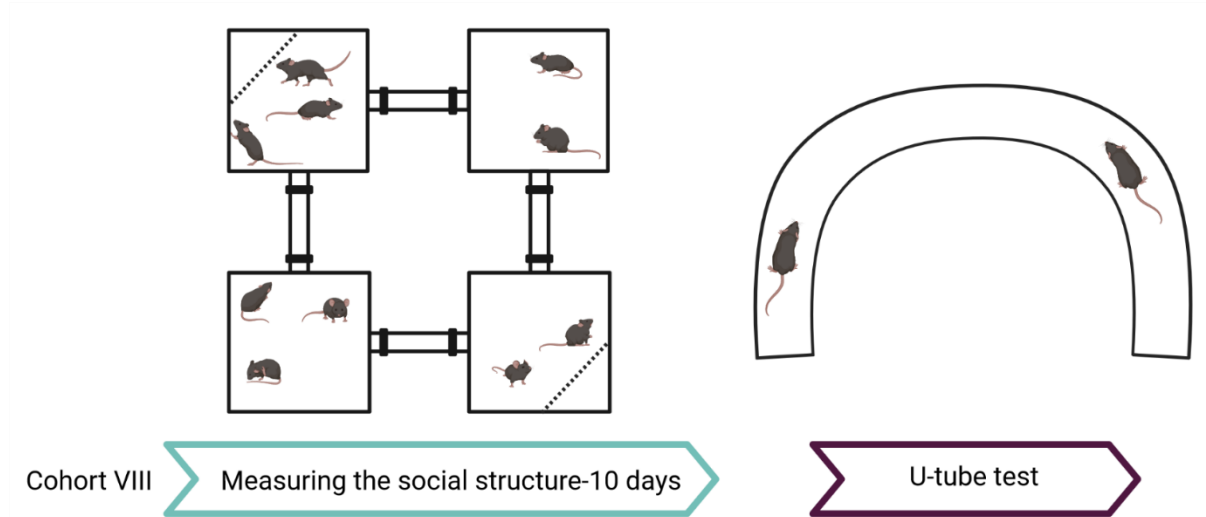 Cohort VIII
Measuring the social structure-10 days
U-tube test